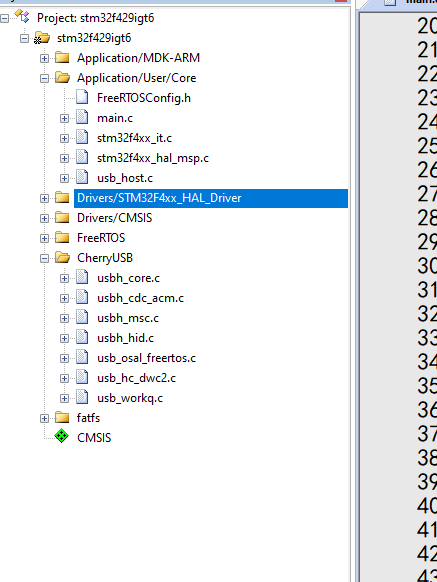 Project: stm32f429igt6
stm32f429igt6
Application/MDK-ARM
Application/User/Core
FreeRTOSConfig.h
main.c
stm32f4xx_it.c
stm32f4xx_hal_msp.c
usb_host.c
Drivers/STM32F4xx_HAL_Driver
Drivers/CMSIS
FreeRTOS
CherryUSB
usbh_core.c
usbh_cdc_acm.c
usbh_msc.c
usbh_hid.c
usb_osal_freertos.c
usb_hc_dwc2.c
usb_workq.c
fatfs
CMSIS
20
21
22
23
24
25
26
27
28
29
30
31
32
33
34
35
36
37
38
39
40
41
42
43